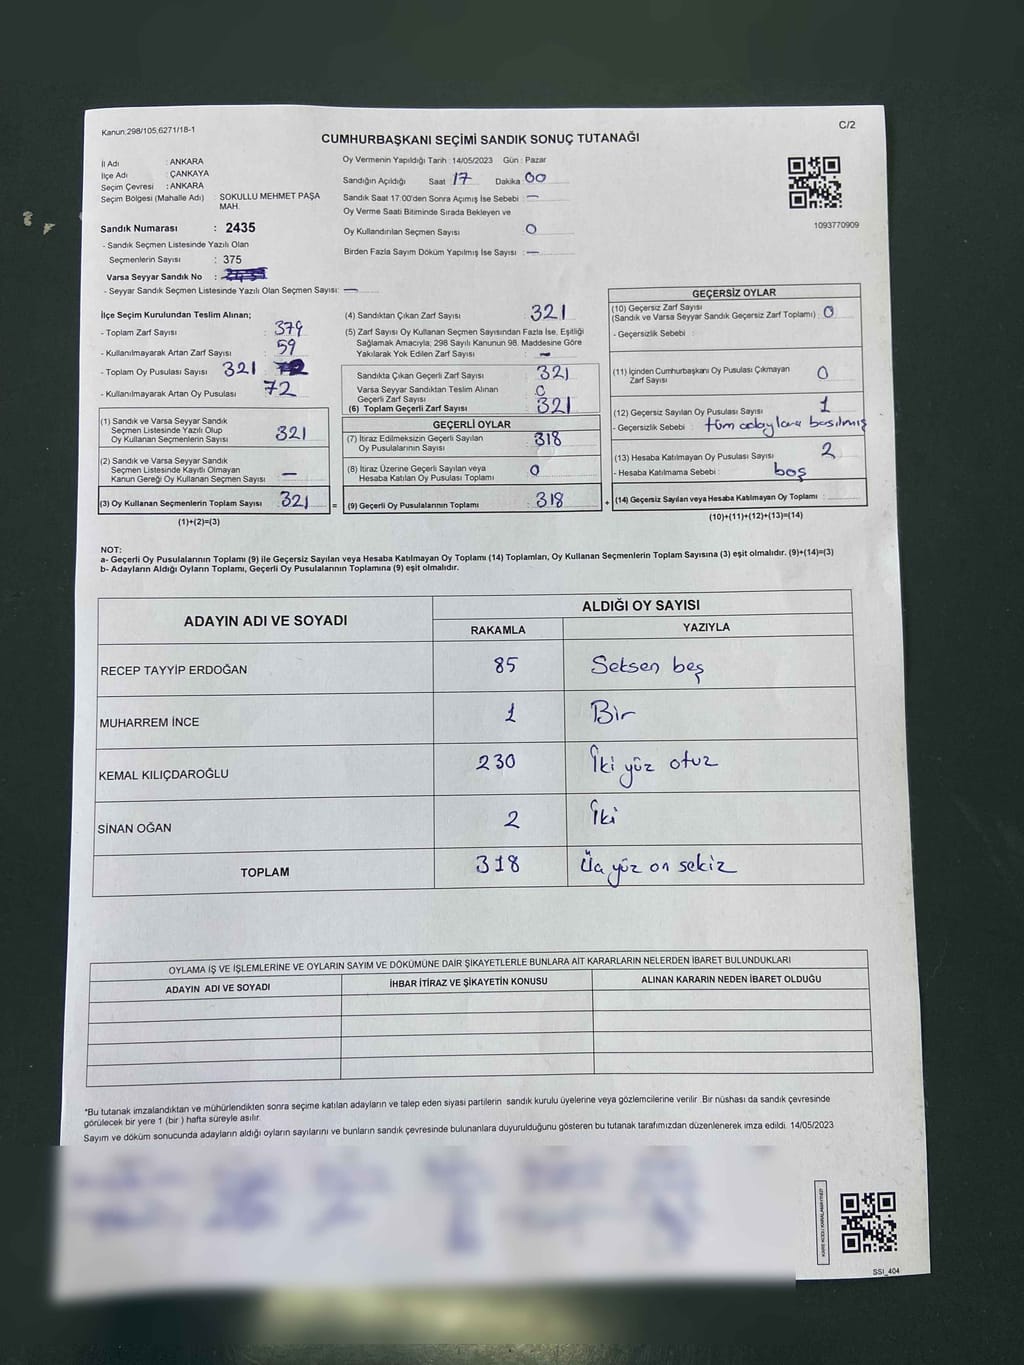 Kanun:298/105,6271/18-1
C/2
CUMHURBAŞKANI SEÇİMİ SANDIK SONUÇ TUTANAĞI
İl Adı : ANKARA
İlçe Adı : ÇANKAYA
Seçim Çevresi : ANKARA
Seçim Bölgesi (Mahalle Adı) : SOKULLU MEHMET PAŞA MAH.
Sandık Numarası : 2435
- Sandık Seçmen Listesinde Yazılı Olan
Seçmenlerin Sayısı : 375
Varsa Seyyar Sandık No :
- Seyyar Sandık Seçmen Listesinde Yazılı Olan Seçmen Sayısı: —
Oy Vermenin Yapıldığı Tarih : 14/05/2023 Gün : Pazar
Sandığın Açıldığı Saat 17 Dakika 00
Sandık Saat 17:00'den Sonra Açımış İse Sebebi : —
Oy Verme Saati Bitiminde Sırada Bekleyen ve
Oy Kullandırılan Seçmen Sayısı : 0
Birden Fazla Sayım Döküm Yapılmış İse Sayısı : —
1093770909
İlçe Seçim Kurulundan Teslim Alınan;
- Toplam Zarf Sayısı : 379
- Kullanılmayarak Artan Zarf Sayısı : 59
- Toplam Oy Pusulası Sayısı 321
- Kullanılmayarak Artan Oy Pusulası : 72
(1) Sandık ve Varsa Seyyar Sandık
Seçmen Listesinde Yazılı Olup
Oy Kullanan Seçmenlerin Sayısı : 321
(2) Sandık ve Varsa Seyyar Sandık
Seçmen Listesinde Kayıtlı Olmayan
Kanun Gereği Oy Kullanan Seçmen Sayısı : —
(3) Oy Kullanan Seçmenlerin Toplam Sayısı : 321 =
(1)+(2)=(3)
(4) Sandıktan Çıkan Zarf Sayısı : 321
(5) Zarf Sayısı Oy Kullanan Seçmen Sayısından Fazla İse, Eşitliği
Sağlamak Amacıyla; 298 Sayılı Kanunun 98. Maddesine Göre
Yakılarak Yok Edilen Zarf Sayısı : —
Sandıkta Çıkan Geçerli Zarf Sayısı : 321
Varsa Seyyar Sandıktan Teslim Alınan
Geçerli Zarf Sayısı : 0
(6) Toplam Geçerli Zarf Sayısı : 321
GEÇERLİ OYLAR
(7) İtiraz Edilmeksizin Geçerli Sayılan
Oy Pusulalarının Sayısı : 318
(8) İtiraz Üzerine Geçerli Sayılan veya
Hesaba Katılan Oy Pusulası Toplamı : 0
(9) Geçerli Oy Pusulalarının Toplamı : 318 +
GEÇERSİZ OYLAR
(10) Geçersiz Zarf Sayısı
(Sandık ve Varsa Seyyar Sandık Geçersiz Zarf Toplamı) : 0
- Geçersizlik Sebebi :
(11) İçinden Cumhurbaşkanı Oy Pusulası Çıkmayan
Zarf Sayısı : 0
(12) Geçersiz Sayılan Oy Pusulası Sayısı : 1
- Geçersizlik Sebebi : tüm adaylara basılmış
(13) Hesaba Katılmayan Oy Pusulası Sayısı : 2
- Hesaba Katılmama Sebebi : boş
(14) Geçersiz Sayılan veya Hesaba Katılmayan Oy Toplamı :
(10)+(11)+(12)+(13)=(14)
NOT:
a- Geçerli Oy Pusulalarının Toplamı (9) ile Geçersiz Sayılan veya Hesaba Katılmayan Oy Toplamı (14) Toplamları, Oy Kullanan Seçmenlerin Toplam Sayısına (3) eşit olmalıdır. (9)+(14)=(3)
b- Adayların Aldığı Oyların Toplamı, Geçerli Oy Pusulalarının Toplamına (9) eşit olmalıdır.
ADAYIN ADI VE SOYADI
ALDIĞI OY SAYISI
RAKAMLA YAZIYLA
RECEP TAYYİP ERDOĞAN 85 Seksen beş
MUHARREM İNCE 1 Bir
KEMAL KILIÇDAROĞLU 230 İki yüz otuz
SİNAN OĞAN 2 İki
TOPLAM 318 Üç yüz on sekiz
OYLAMA İŞ VE İŞLEMLERİNE VE OYLARIN SAYIM VE DÖKÜMÜNE DAİR ŞİKAYETLERLE BUNLARA AİT KARARLARIN NELERDEN İBARET BULUNDUKLARI
ADAYIN ADI VE SOYADI İHBAR İTİRAZ VE ŞİKAYETİN KONUSU ALINAN KARARIN NEDEN İBARET OLDUĞU
*Bu tutanak imzalandıktan ve mühürlendikten sonra seçime katılan adayların ve talep eden siyasi partilerin sandık kurulu üyelerine veya gözlemcilerine verilir. Bir nüshası da sandık çevresinde
görülecek bir yere 1 (bir ) hafta süreyle asılır.
Sayım ve döküm sonucunda adayların aldığı oyların sayılarını ve bunların sandık çevresinde bulunanlara duyurulduğunu gösteren bu tutanak tarafımızdan düzenlenerek imza edildi. 14/05/2023
SSI_404